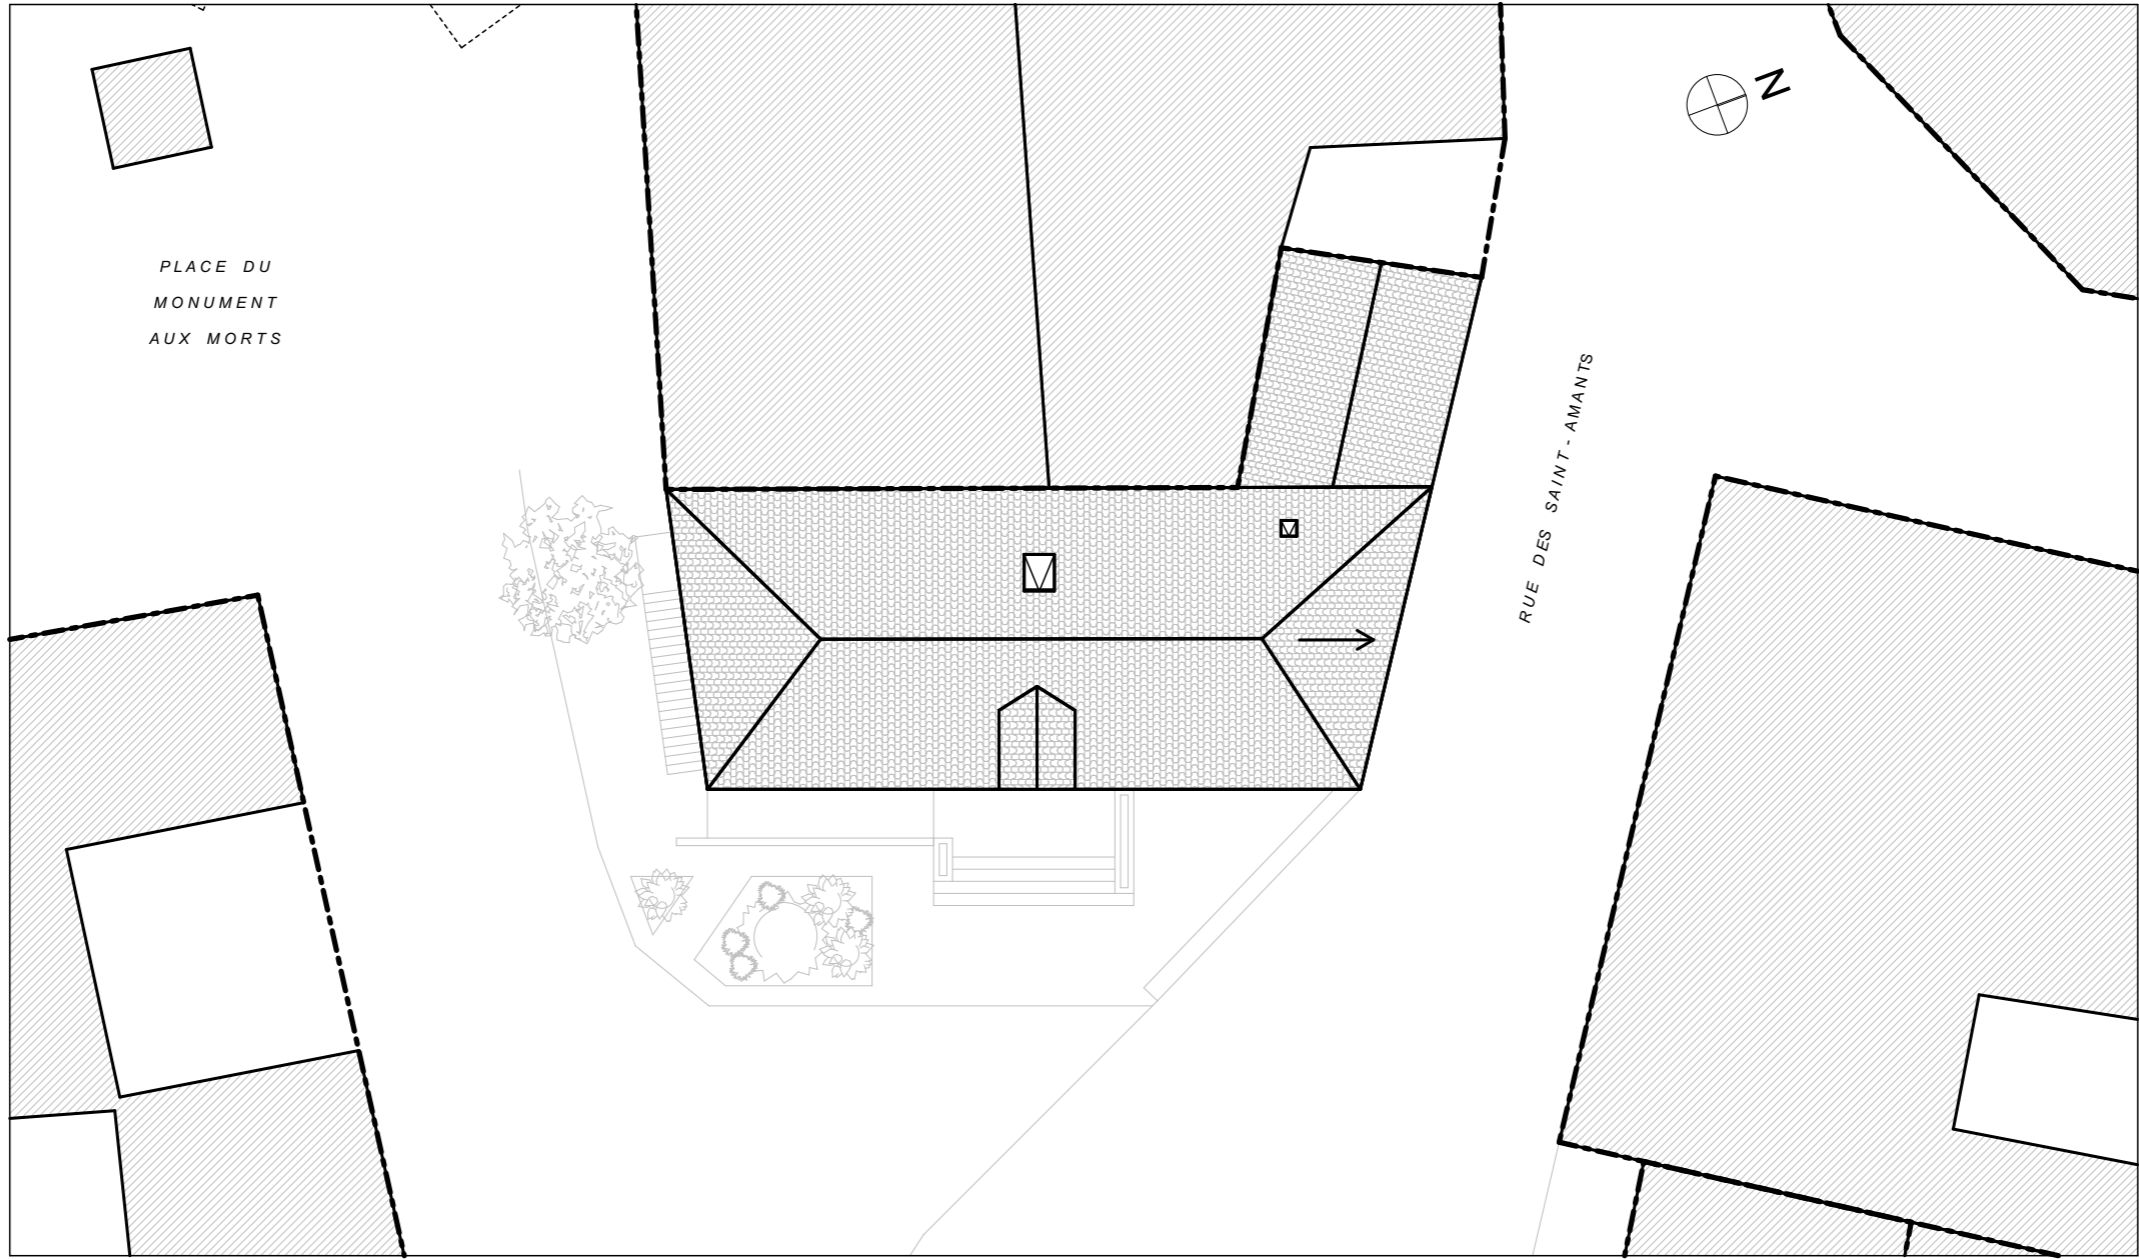 PLACE DU
MONUMENT
AUX MORTS
N
RUE DES SAINT-AMANTS